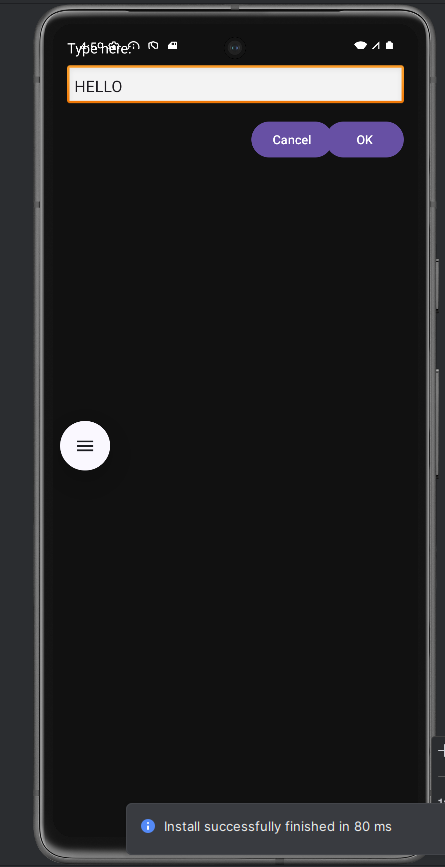 Type here:
HELLO
Cancel OK
Install successfully finished in 80 ms